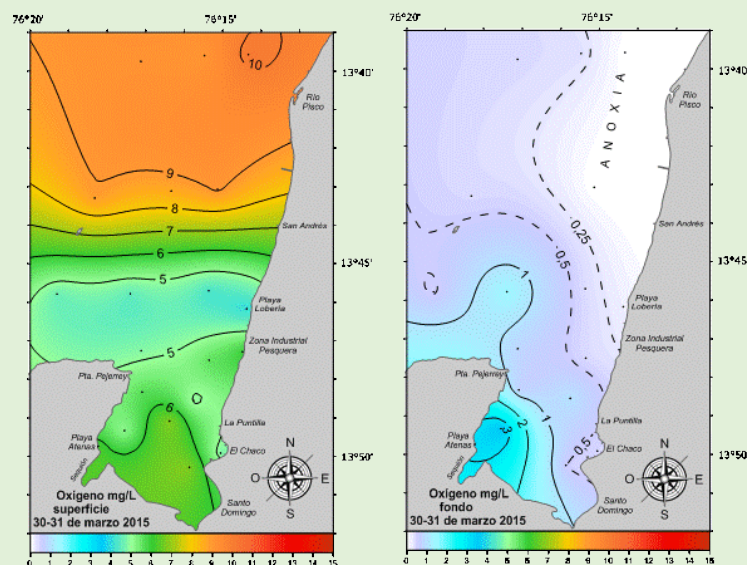 76°20'
76°15'
10
13°40'
Río
Pisco
9
8
7
San Andrés
6
13°45'
5
Playa
Lobería
Zona Industrial
Pesquera
5
Pta. Pejerrey
6
La Puntilla
Playa
Atenas
El Chaco
Sequión
13°50'
N
O E
S
Oxigeno mg/L
superficie
30-31 de marzo 2015
Santo
Domingo
0 1 2 3 4 5 6 7 8 9 10 11 12 13 14 15
76°20'
76°15'
13°40'
Río
Pisco
ANOXIA
0,25
San Andrés
0,5
13°45'
1
Playa
Lobería
Zona Industrial
Pesquera
Pta. Pejerrey
1
2
3
La Puntilla
Playa
Atenas
0,5
El Chaco
Sequión
13°50'
N
O E
S
Oxigeno mg/L
fondo
30-31 de marzo 2015
Santo
Domingo
0 1 2 3 4 5 6 7 8 9 10 11 12 13 14 15